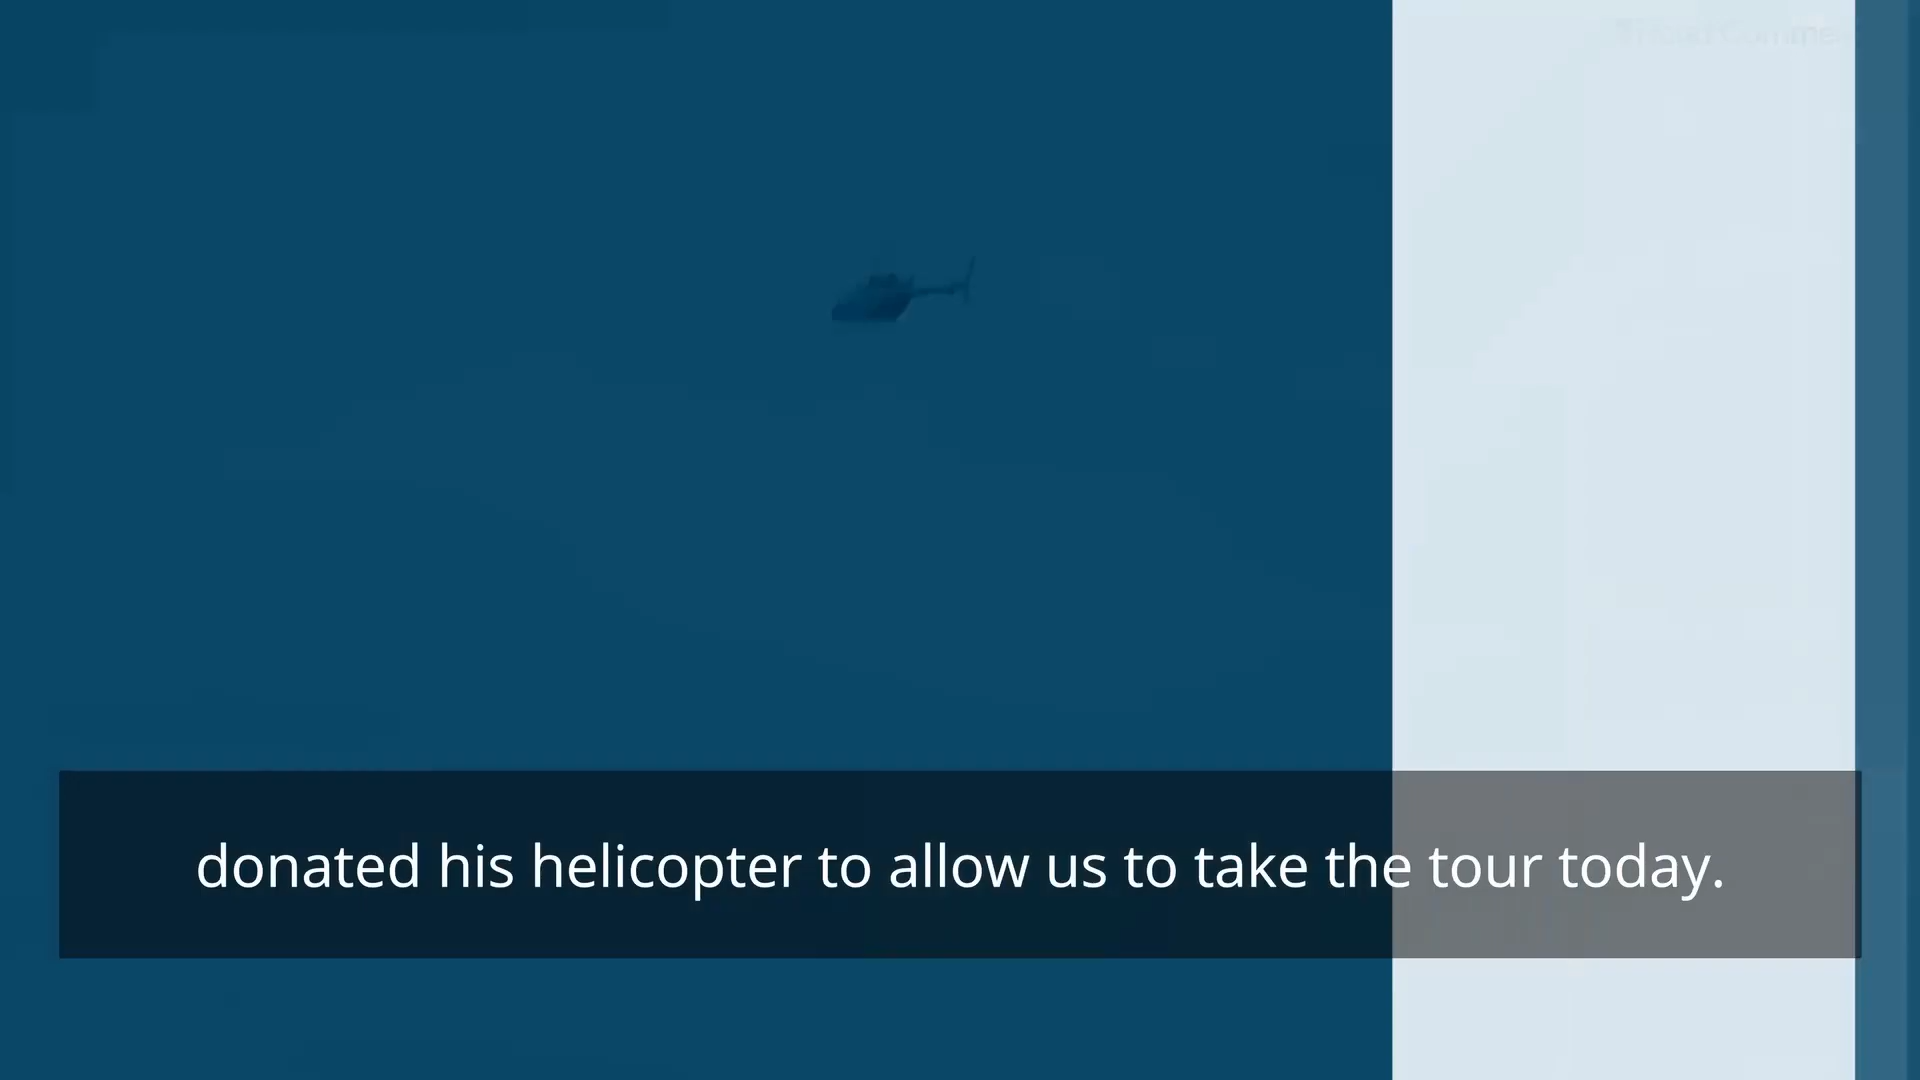 donated his helicopter to allow us to take the tour today.